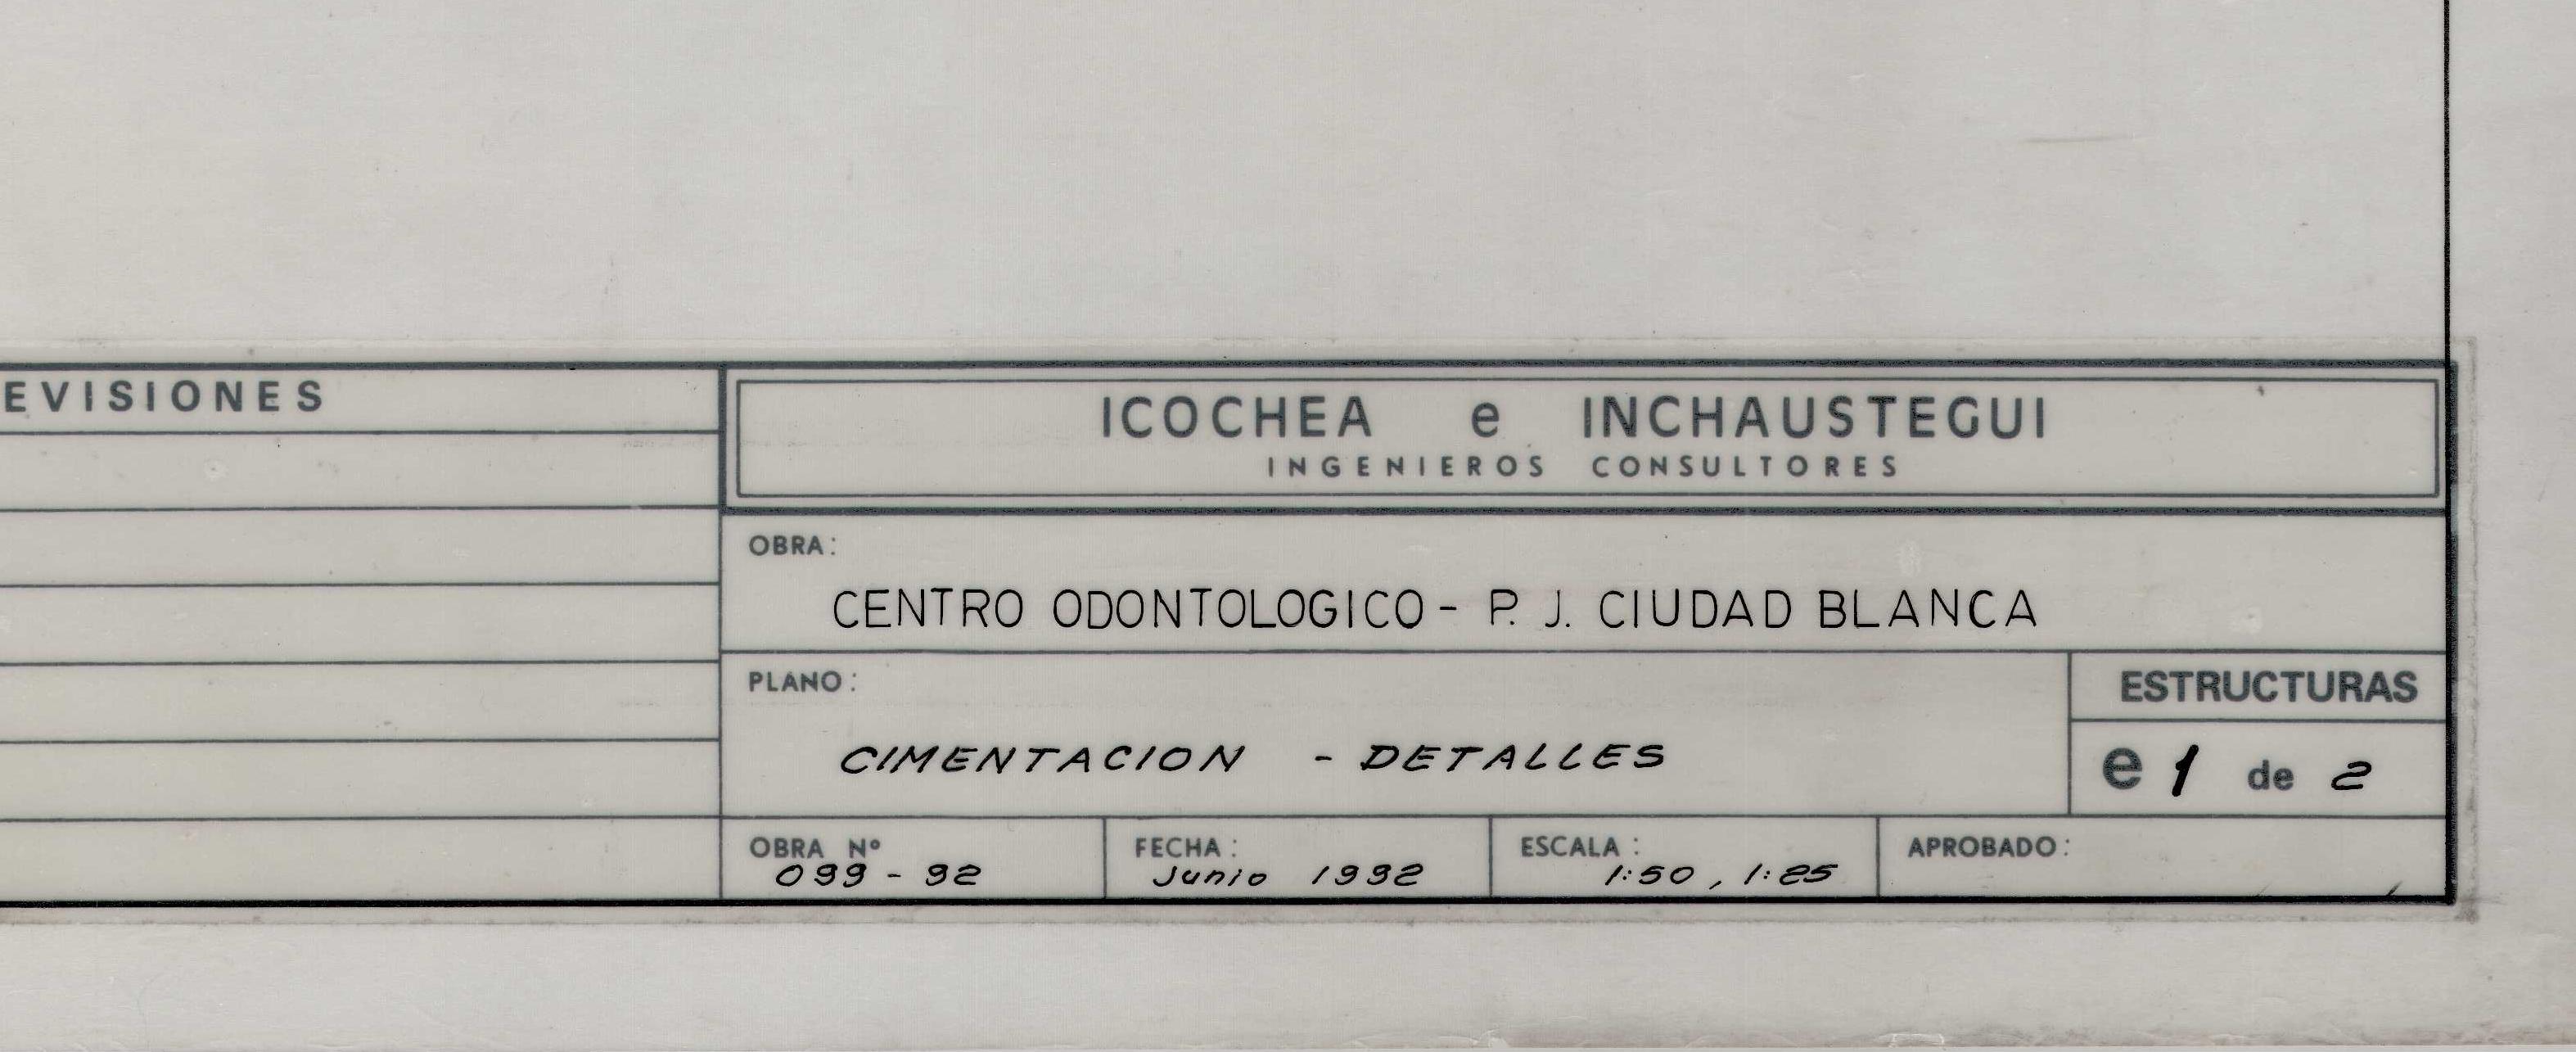 EVISIONES
ICOCHEA e INCHAUSTEGUI
INGENIEROS CONSULTORES
OBRA:
CENTRO ODONTOLOGICO - P. J. CIUDAD BLANCA
PLANO:
CIMENTACION - DETALLES
ESTRUCTURAS
e 1 de 2
OBRA Nº
099 - 92
FECHA:
Junio 1992
ESCALA:
1:50, 1:25
APROBADO: